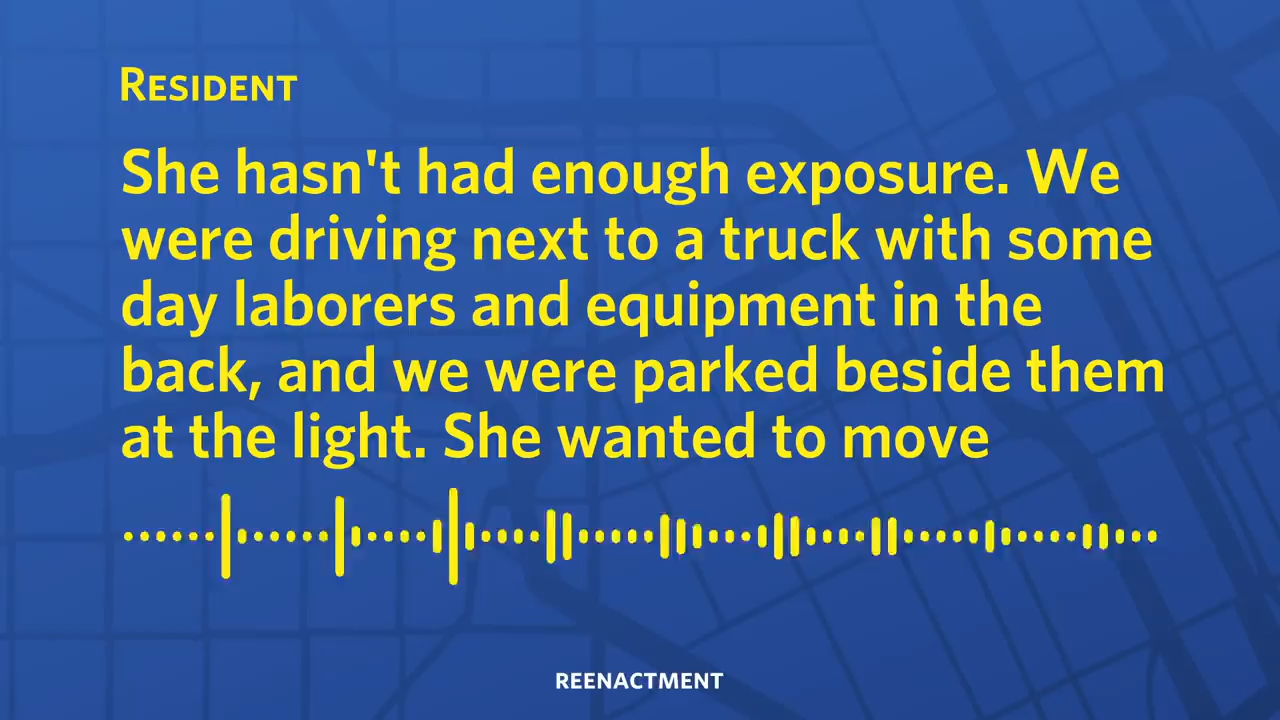 Resident
She hasn't had enough exposure. We
were driving next to a truck with some
day laborers and equipment in the
back, and we were parked beside them
at the light. She wanted to move
REENACTMENT